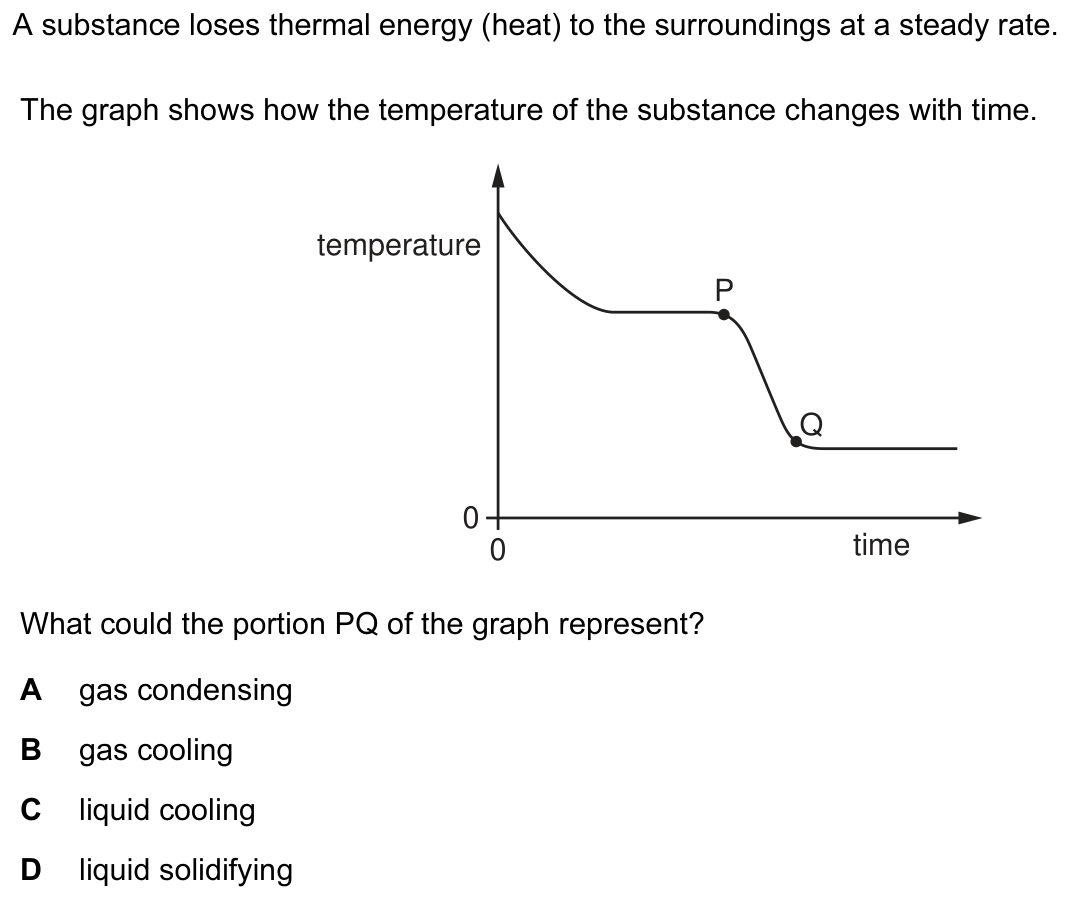 A substance loses thermal energy (heat) to the surroundings at a steady rate.
The graph shows how the temperature of the substance changes with time.
temperature
P
Q
0
0
time
What could the portion PQ of the graph represent?
A gas condensing
B gas cooling
C liquid cooling
D liquid solidifying